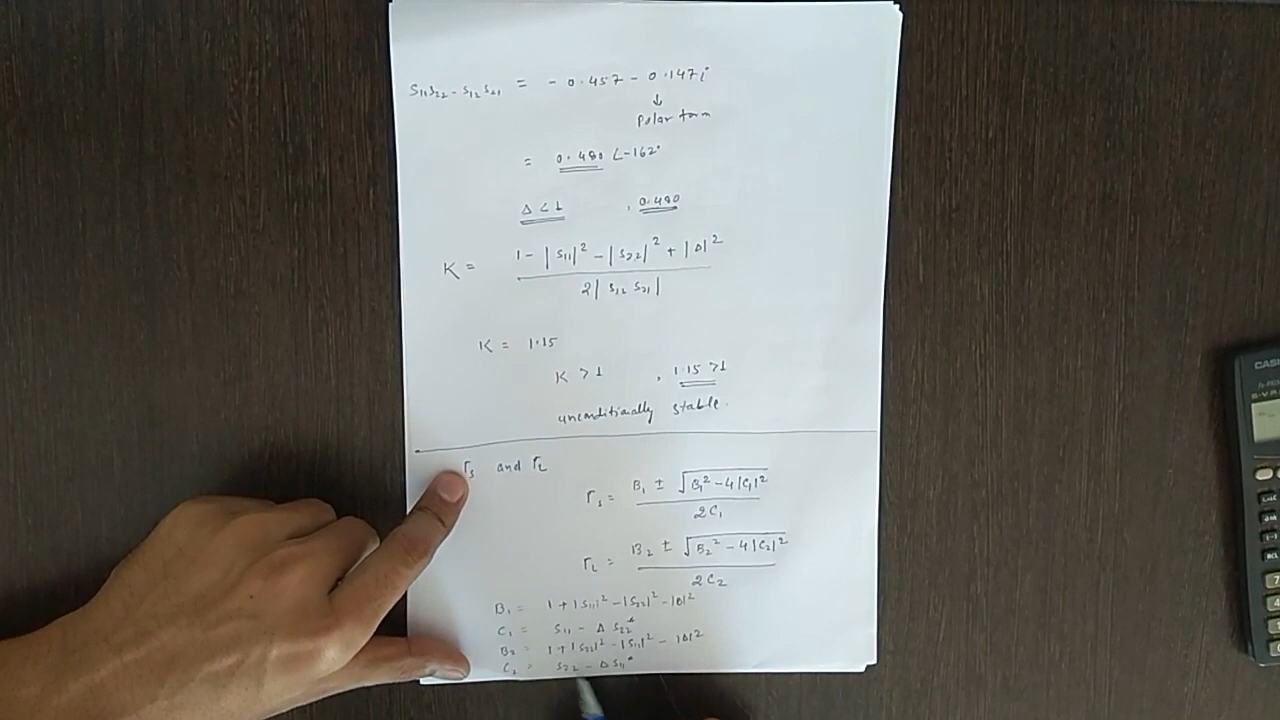 S₁₁S₂₂ - S₁₂S₂₁ = - 0.457 - 0.147i
↓
Polar form
= 0.480 ∠-162°
Δ < 1 , 0.480
K = 1 - |S₁₁|² - |S₂₂|² + |Δ|² / 2|S₁₂ S₂₁|
K = 1.15
K > 1 , 1.15 > 1
unconditionally stable.
Γs and ΓL
Γs = B₁ ± √B₁² - 4|C₁|² / 2C₁
ΓL = B₂ ± √B₂² - 4|C₂|² / 2C₂
B₁ = 1 + |S₁₁|² - |S₂₂|² - |Δ|²
C₁ = S₁₁ - Δ S₂₂*
B₂ = 1 + |S₂₂|² - |S₁₁|² - |Δ|²
C₂ = S₂₂ - Δ S₁₁*
CASIO